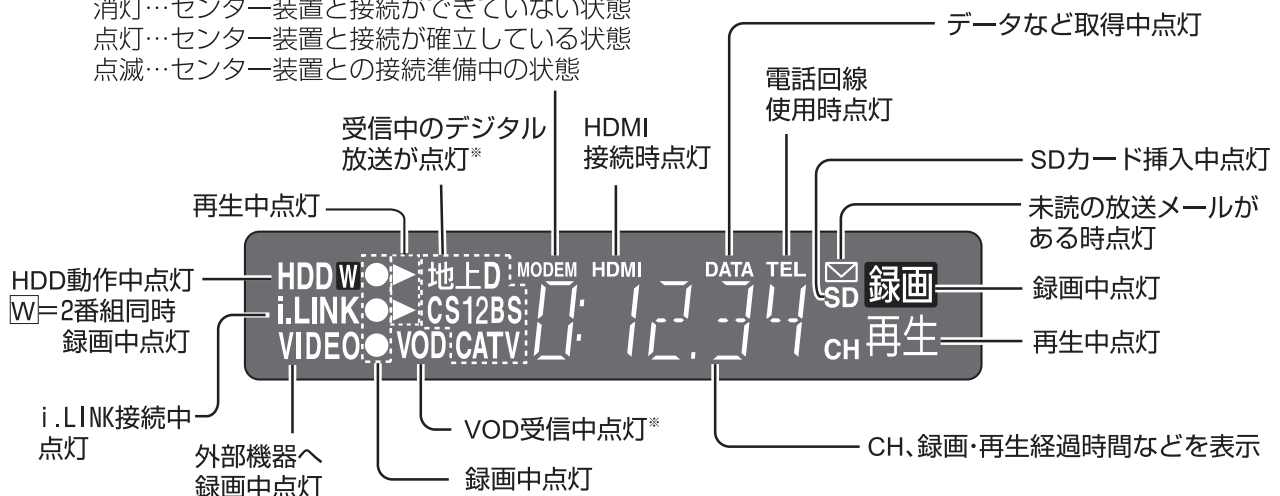 消灯…センター装置と接続ができていない状態
点灯…センター装置と接続が確立している状態
点滅…センター装置との接続準備中の状態
データなど取得中点灯
電話回線
使用時点灯
受信中のデジタル
放送が点灯※
HDMI
接続時点灯
SDカード挿入中点灯
再生中点灯
未読の放送メールが
ある時点灯
HDD動作中点灯
W=2番組同時
録画中点灯
HDD W ●▶ 地上D MODEM HDMI DATA TEL
i.LINK ●▶ CS12BS 0:12.34 SD 録画
VIDEO ● VOD CATV CH 再生
録画中点灯
再生中点灯
i.LINK接続中
点灯
外部機器へ
録画中点灯
VOD受信中点灯※
録画中点灯
CH、録画・再生経過時間などを表示